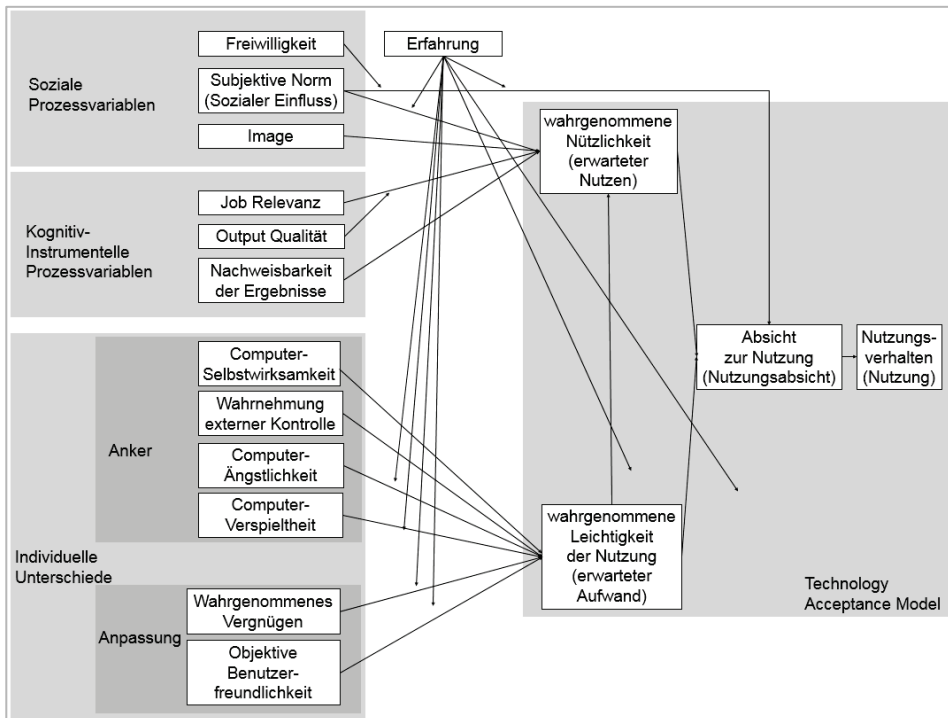 Soziale
Prozessvariablen
Freiwilligkeit
Subjektive Norm
(Sozialer Einfluss)
Image
Erfahrung
Kognitiv-
Instrumentelle
Prozessvariablen
Job Relevanz
Output Qualität
Nachweisbarkeit
der Ergebnisse
Individuelle
Unterschiede
Anker
Computer-
Selbstwirksamkeit
Wahrnehmung
externer Kontrolle
Computer-
Ängstlichkeit
Computer-
Verspieltheit
Anpassung
Wahrgenommenes
Vergnügen
Objektive
Benutzer-
freundlichkeit
wahrgenommene
Nützlichkeit
(erwarteter
Nutzen)
wahrgenommene
Leichtigkeit
der Nutzung
(erwarteter
Aufwand)
Absicht
zur Nutzung
(Nutzungsabsicht)
Nutzungs-
verhalten
(Nutzung)
Technology
Acceptance Model